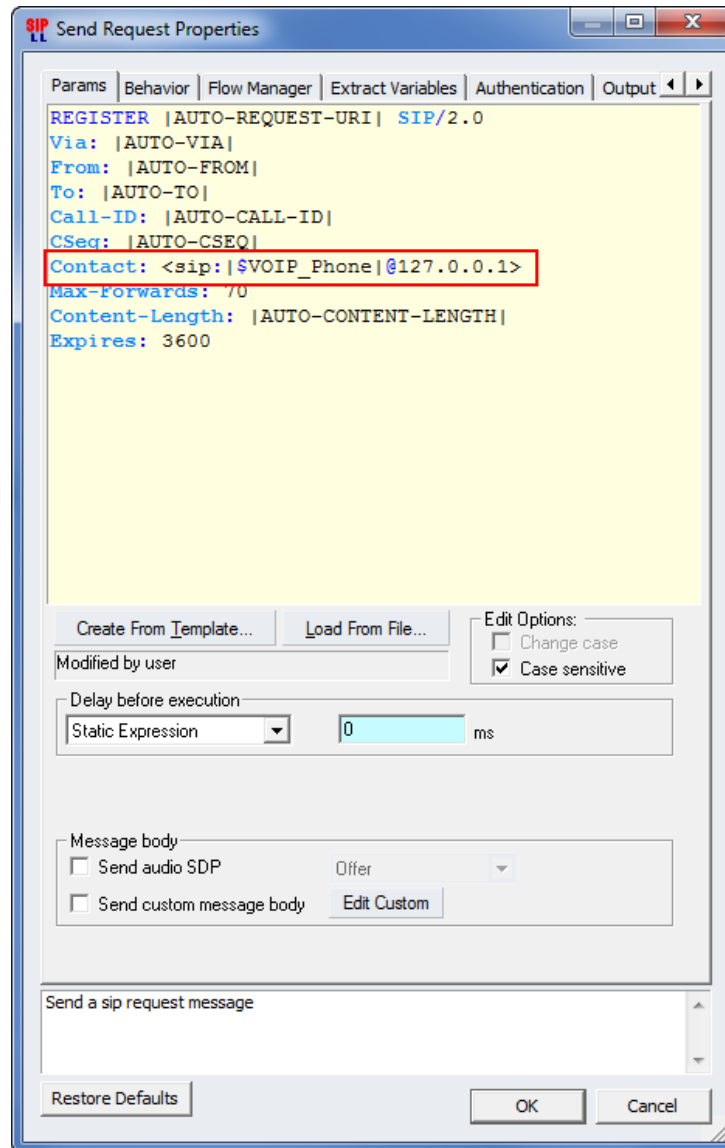 SIP
LL
Send Request Properties
Params Behavior Flow Manager Extract Variables Authentication Output
REGISTER |AUTO-REQUEST-URI| SIP/2.0
Via: |AUTO-VIA|
From: |AUTO-FROM|
To: |AUTO-TO|
Call-ID: |AUTO-CALL-ID|
CSeq: |AUTO-CSEQ|
Contact: <sip:|$VOIP_Phone|@127.0.0.1>
Max-Forwards: 70
Content-Length: |AUTO-CONTENT-LENGTH|
Expires: 3600
Create From Template... Load From File...
Edit Options:
Change case
Modified by user
Case sensitive
Delay before execution
Static Expression 0 ms
Message body
Send audio SDP Offer
Send custom message body Edit Custom
Send a sip request message
Restore Defaults OK Cancel